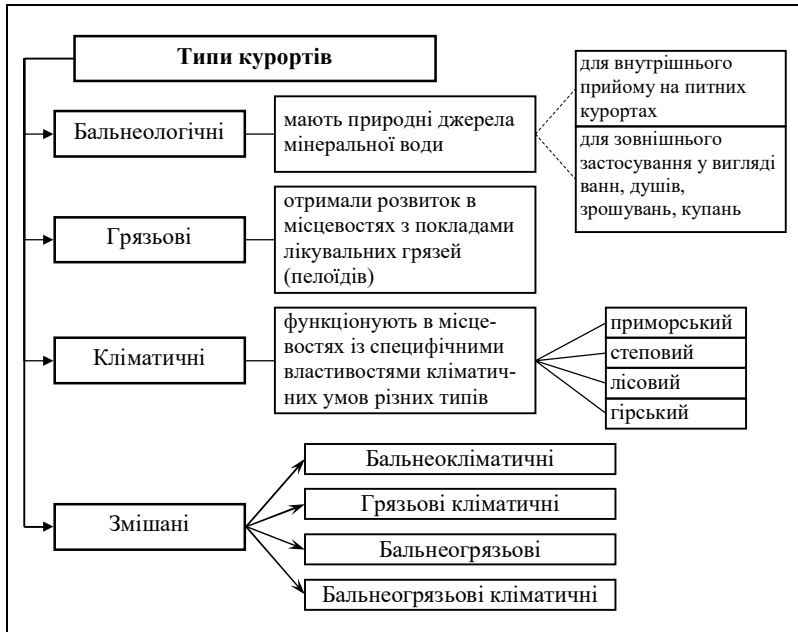 Типи курортів
Бальнеологічні
мають природні джерела
мінеральної води
для внутрішнього
прийому на питних
курортах
для зовнішнього
застосування у вигляді
ванн, душів,
зрошувань, купань
Грязьові
отримали розвиток в
місцевостях з покладами
лікувальних грязей
(пелоїдів)
Кліматичні
функціонують в місце-
востях із специфічними
властивостями кліматич-
них умов різних типів
приморський
степовий
лісовий
гірський
Змішані
Бальнеокліматичні
Грязьові кліматичні
Бальнеогрязьові
Бальнеогрязьові кліматичні